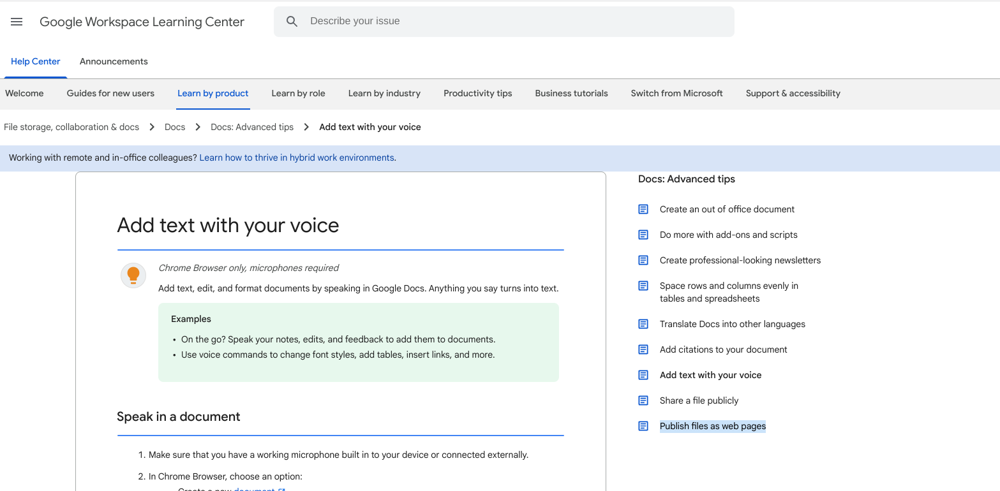 Google Workspace Learning Center
Describe your issue
Help Center Announcements
Welcome Guides for new users Learn by product Learn by role Learn by industry Productivity tips Business tutorials Switch from Microsoft Support & accessibility
File storage, collaboration & docs Docs Docs: Advanced tips Add text with your voice
Working with remote and in-office colleagues? Learn how to thrive in hybrid work environments.
Add text with your voice
Chrome Browser only, microphones required
Add text, edit, and format documents by speaking in Google Docs. Anything you say turns into text.
Examples
• On the go? Speak your notes, edits, and feedback to add them to documents.
• Use voice commands to change font styles, add tables, insert links, and more.
Speak in a document
1. Make sure that you have a working microphone built in to your device or connected externally.
2. In Chrome Browser, choose an option:
Create a new document
Docs: Advanced tips
Create an out of office document
Do more with add-ons and scripts
Create professional-looking newsletters
Space rows and columns evenly in
tables and spreadsheets
Translate Docs into other languages
Add citations to your document
Add text with your voice
Share a file publicly
Publish files as web pages